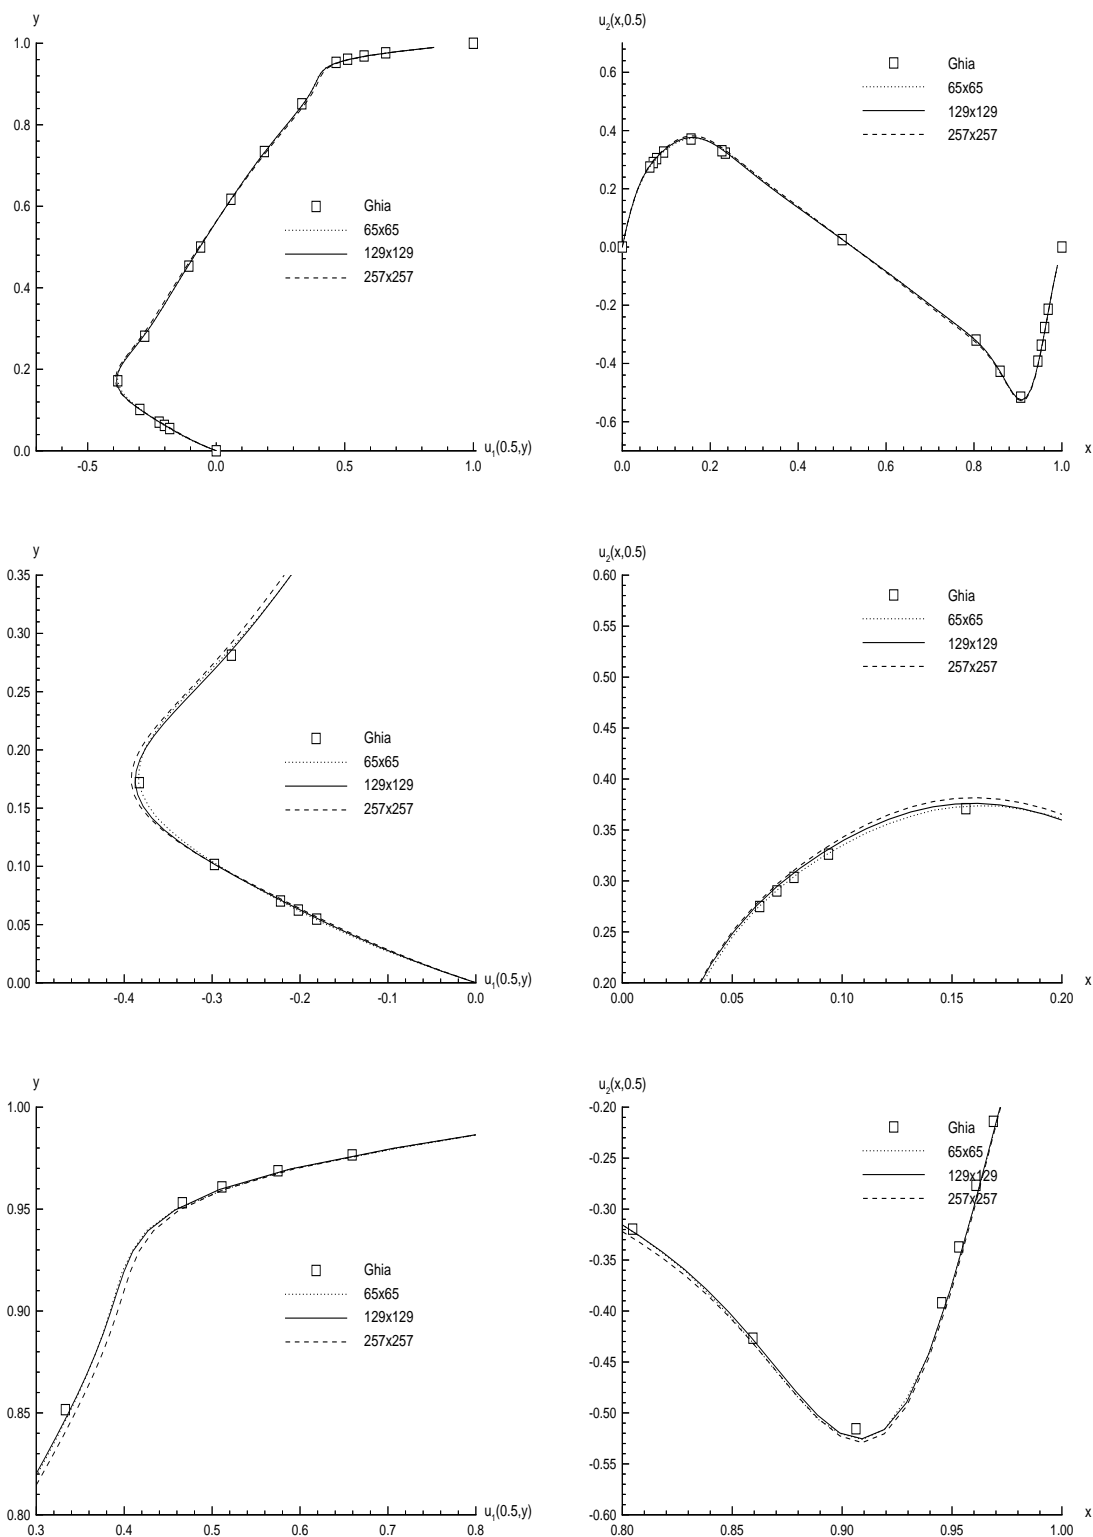 y
1.0
0.8
0.6
0.4
0.2
0.0
-0.5
0.0
0.5
1.0
u1(0.5,y)
Ghia
65x65
129x129
257x257
u2(x,0.5)
0.6
0.4
0.2
0.0
-0.2
-0.4
-0.6
0.0
0.2
0.4
0.6
0.8
1.0
x
Ghia
65x65
129x129
257x257
y
0.35
0.30
0.25
0.20
0.15
0.10
0.05
0.00
-0.4
-0.3
-0.2
-0.1
0.0
u1(0.5,y)
Ghia
65x65
129x129
257x257
u2(x,0.5)
0.60
0.55
0.50
0.45
0.40
0.35
0.30
0.25
0.20
0.00
0.05
0.10
0.15
0.20
x
Ghia
65x65
129x129
257x257
y
1.00
0.95
0.90
0.85
0.80
0.3
0.4
0.5
0.6
0.7
0.8
u1(0.5,y)
Ghia
65x65
129x129
257x257
u2(x,0.5)
-0.20
-0.25
-0.30
-0.35
-0.40
-0.45
-0.50
-0.55
-0.60
0.80
0.85
0.90
0.95
1.00
x
Ghia
65x65
129x129
257x257